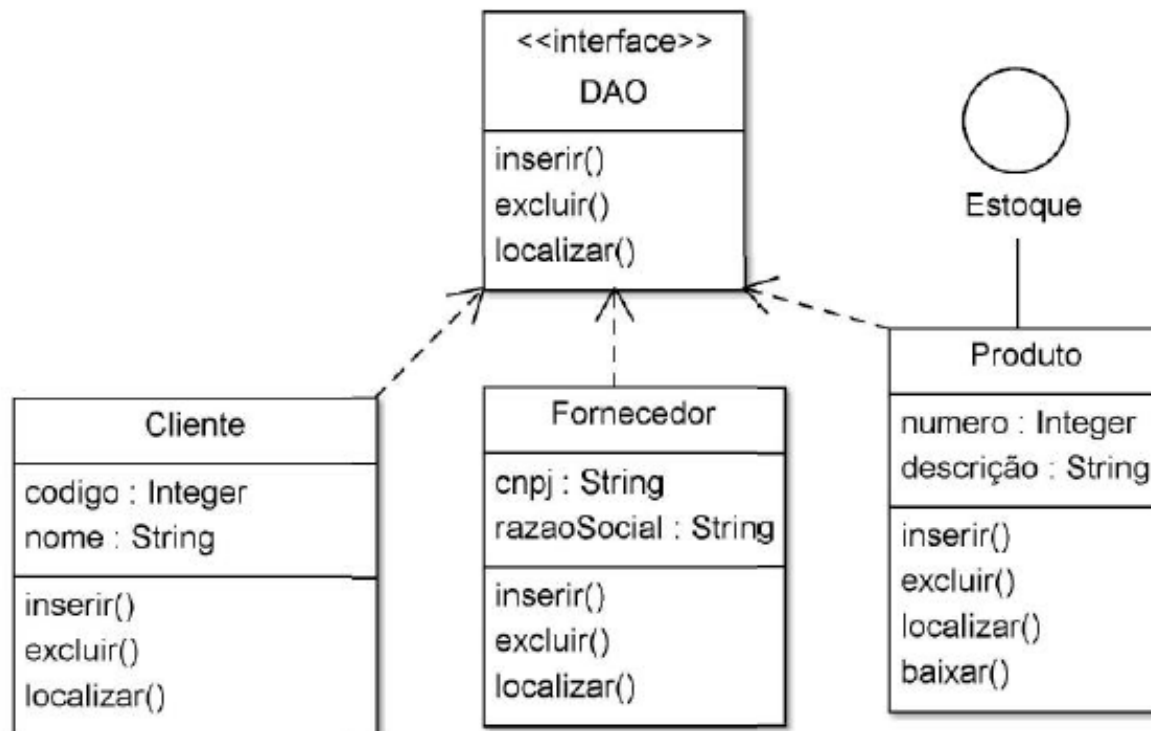 <<interface>>
DAO
inserir()
excluir()
localizar()
Estoque
Cliente
codigo : Integer
nome : String
inserir()
excluir()
localizar()
Fornecedor
cnpj : String
razaoSocial : String
inserir()
excluir()
localizar()
Produto
numero : Integer
descrição : String
inserir()
excluir()
localizar()
baixar()